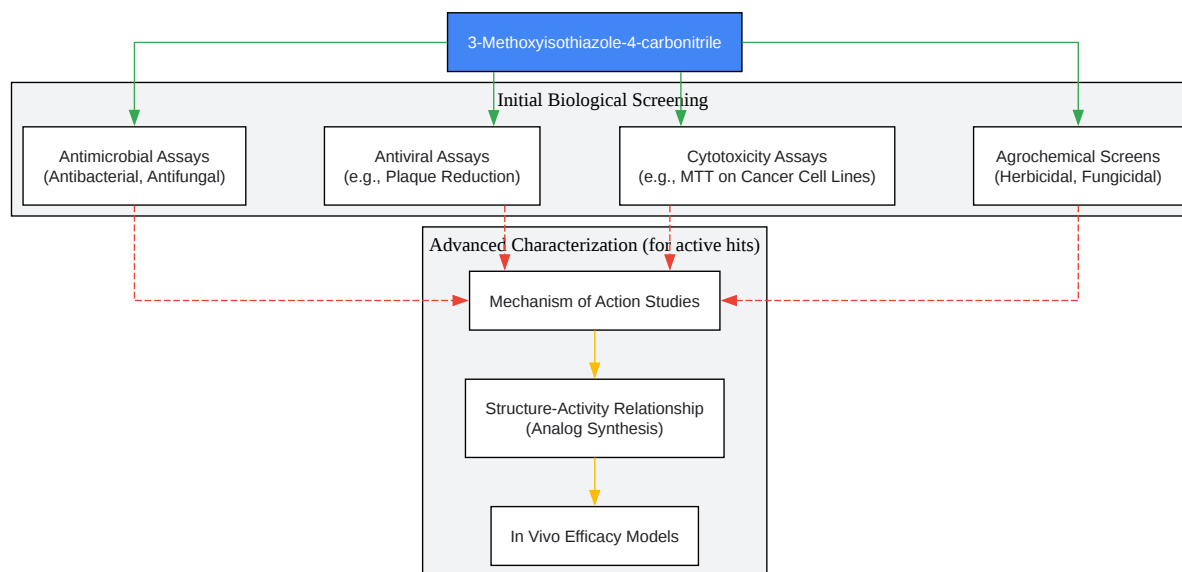 3-Methoxyisothiazole-4-carbonitrile
Initial Biological Screening
Antimicrobial Assays
(Antibacterial, Antifungal)
Antiviral Assays
(e.g., Plaque Reduction)
Cytotoxicity Assays
(e.g., MTT on Cancer Cell Lines)
Agrochemical Screens
(Herbicidal, Fungicidal)
Advanced Characterization (for active hits)
Mechanism of Action Studies
Structure-Activity Relationship
(Analog Synthesis)
In Vivo Efficacy Models